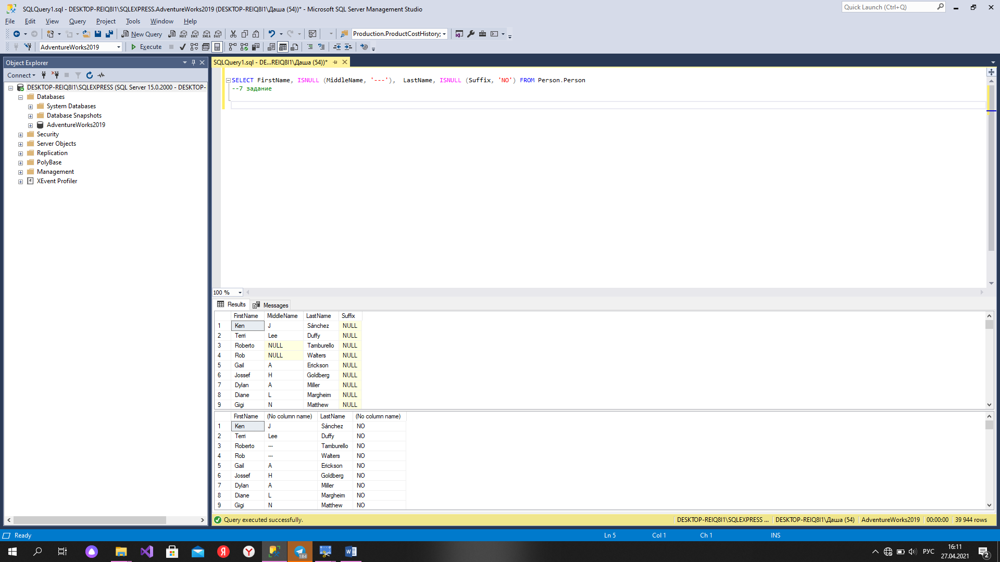 SQLQuery1.sql - DESKTOP-REIQ8I1\SQLEXPRESS.AdventureWorks2019 (DESKTOP-REIQ8I1\Даша (54))* - Microsoft SQL Server Management Studio
Quick Launch (Ctrl+Q)
File Edit View Query Project Tools Window Help
New Query
MDX DMX XMLA DAX
Production.ProductCostHistory;
AdventureWorks2019
Execute
Object Explorer
SQLQuery1.sql - DE...REIQ8I1\Даша (54))*
Connect
DESKTOP-REIQ8I1\SQLEXPRESS (SQL Server 15.0.2000 - DESKTOP-
Databases
System Databases
Database Snapshots
AdventureWorks2019
Security
Server Objects
Replication
PolyBase
Management
XEvent Profiler
SELECT FirstName, ISNULL (MiddleName, '---'),  LastName, ISNULL (Suffix, 'NO') FROM Person.Person
--7 задание
100 %
Results Messages
FirstName MiddleName LastName Suffix
1 Ken J Sánchez NULL
2 Terri Lee Duffy NULL
3 Roberto NULL Tamburello NULL
4 Rob NULL Walters NULL
5 Gail A Erickson NULL
6 Jossef H Goldberg NULL
7 Dylan A Miller NULL
8 Diane L Margheim NULL
9 Gigi N Matthew NULL
FirstName (No column name) LastName (No column name)
1 Ken J Sánchez NO
2 Terri Lee Duffy NO
3 Roberto --- Tamburello NO
4 Rob --- Walters NO
5 Gail A Erickson NO
6 Jossef H Goldberg NO
7 Dylan A Miller NO
8 Diane L Margheim NO
9 Gigi N Matthew NO
Query executed successfully.
DESKTOP-REIQ8I1\SQLEXPRESS ... DESKTOP-REIQ8I1\Даша (54) AdventureWorks2019 00:00:00 39 944 rows
Ready
Ln 5 Col 1 Ch 1 INS
Я
184
РУС
16:11
27.04.2021
2